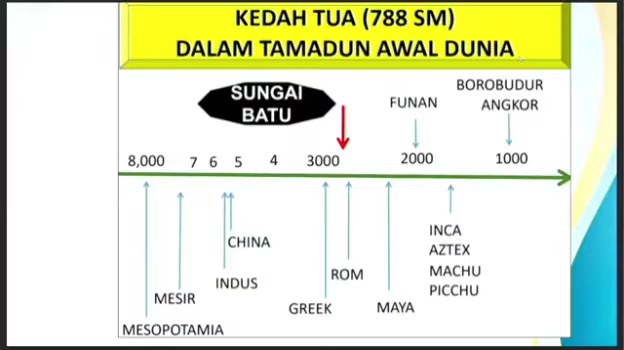 KEDAH TUA (788 SM)
DALAM TAMADUN AWAL DUNIA
SUNGAI
BATU
FUNAN
BOROBUDUR
ANGKOR
8,000 7 6 5 4 3000 2000 1000
CHINA
INDUS
MESIR
MESOPOTAMIA
GREEK
ROM
MAYA
INCA
AZTEX
MACHU
PICCHU